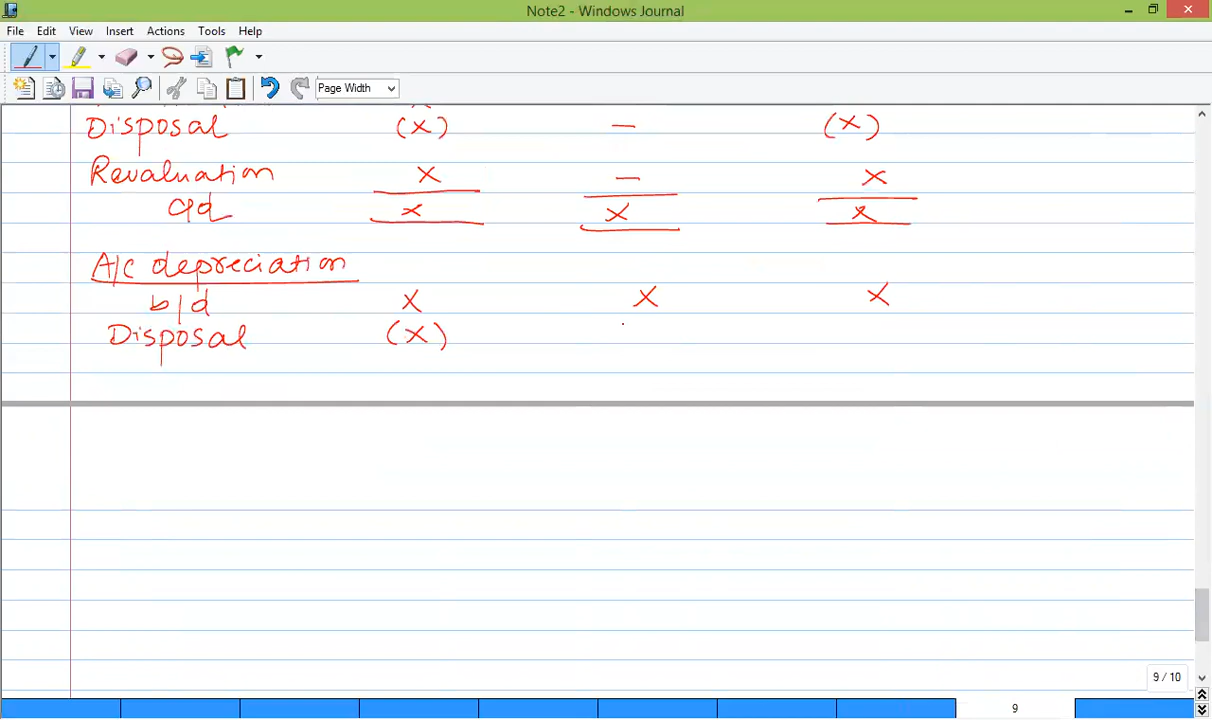 Note2 - Windows Journal
File Edit View Insert Actions Tools Help
Page Width
Disposal (x) – (x)
Revaluation x – x
c/d x x x
A/c depreciation
b/d x x x
Disposal (x)
9 / 10
9